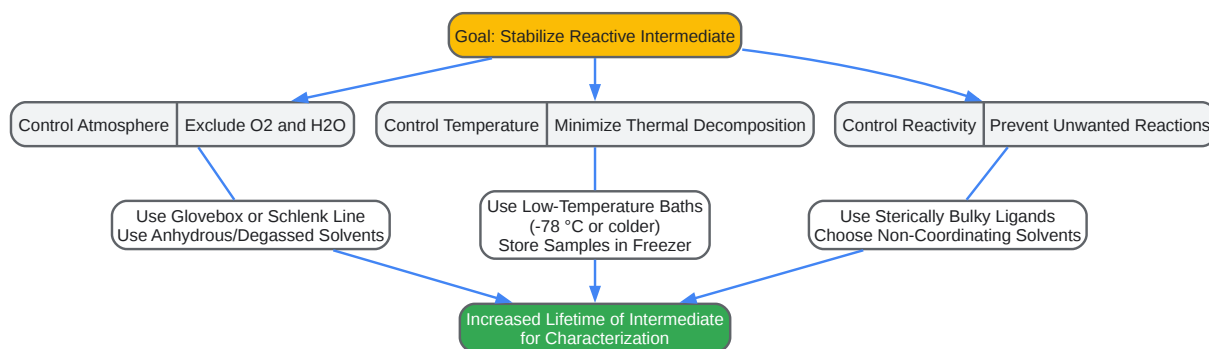 Goal: Stabilize Reactive Intermediate
Control Atmosphere
Exclude O2 and H2O
Control Temperature
Minimize Thermal Decomposition
Control Reactivity
Prevent Unwanted Reactions
Use Glovebox or Schlenk Line
Use Anhydrous/Degassed Solvents
Use Low-Temperature Baths
(-78 °C or colder)
Store Samples in Freezer
Use Sterically Bulky Ligands
Choose Non-Coordinating Solvents
Increased Lifetime of Intermediate
for Characterization